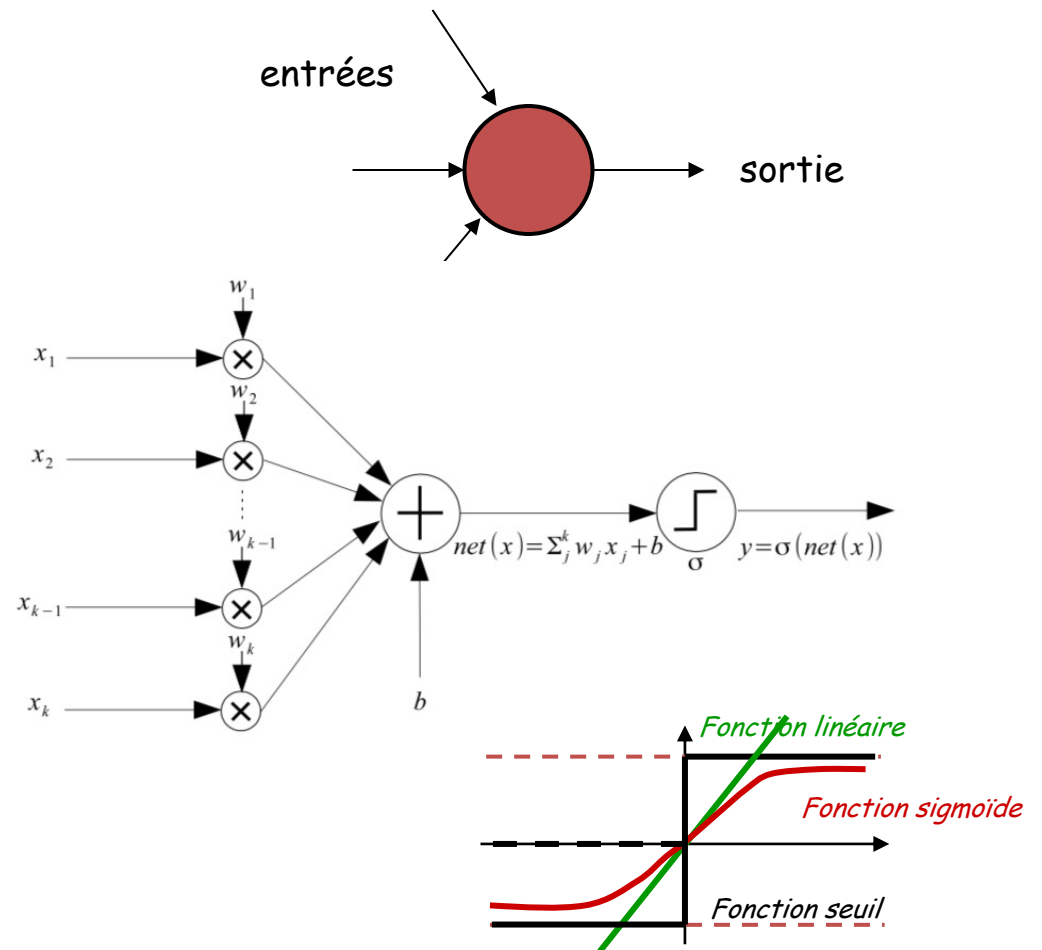 entrées
sortie
w₁
x₁
w₂
x₂
wₖ₋₁
net(x)=Σⱼᵏ wⱼ xⱼ+b
σ
y=σ(net(x))
xₖ₋₁
wₖ
xₖ
b
Fonction linéaire
Fonction sigmoïde
Fonction seuil